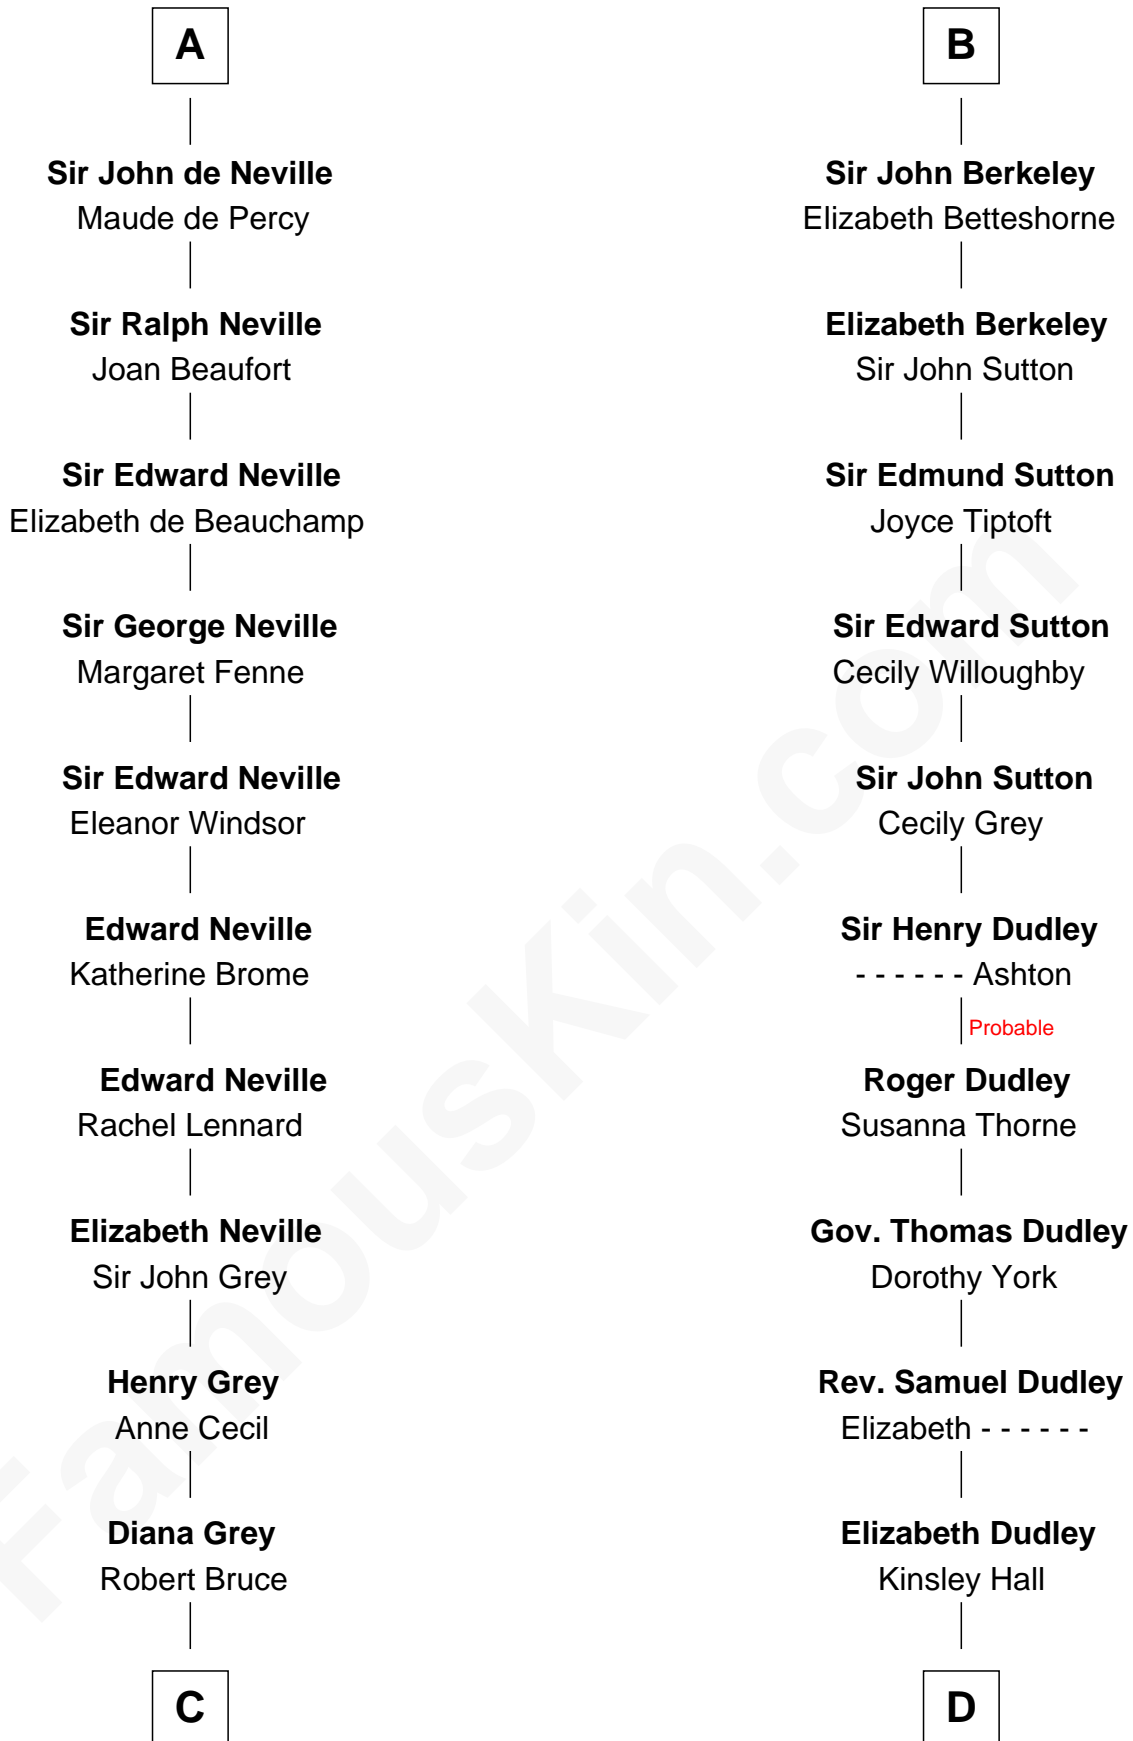 A
Sir John de Neville
Maude de Percy
Sir Ralph Neville
Joan Beaufort
Sir Edward Neville
Elizabeth de Beauchamp
Sir George Neville
Margaret Fenne
Sir Edward Neville
Eleanor Windsor
Edward Neville
Katherine Brome
Edward Neville
Rachel Lennard
Elizabeth Neville
Sir John Grey
Henry Grey
Anne Cecil
Diana Grey
Robert Bruce
C
B
Sir John Berkeley
Elizabeth Betteshorne
Elizabeth Berkeley
Sir John Sutton
Sir Edmund Sutton
Joyce Tiptoft
Sir Edward Sutton
Cecily Willoughby
Sir John Sutton
Cecily Grey
Sir Henry Dudley
- - - - - - Ashton
Probable
Roger Dudley
Susanna Thorne
Gov. Thomas Dudley
Dorothy York
Rev. Samuel Dudley
Elizabeth - - - - - -
Elizabeth Dudley
Kinsley Hall
D
FamousKin.com